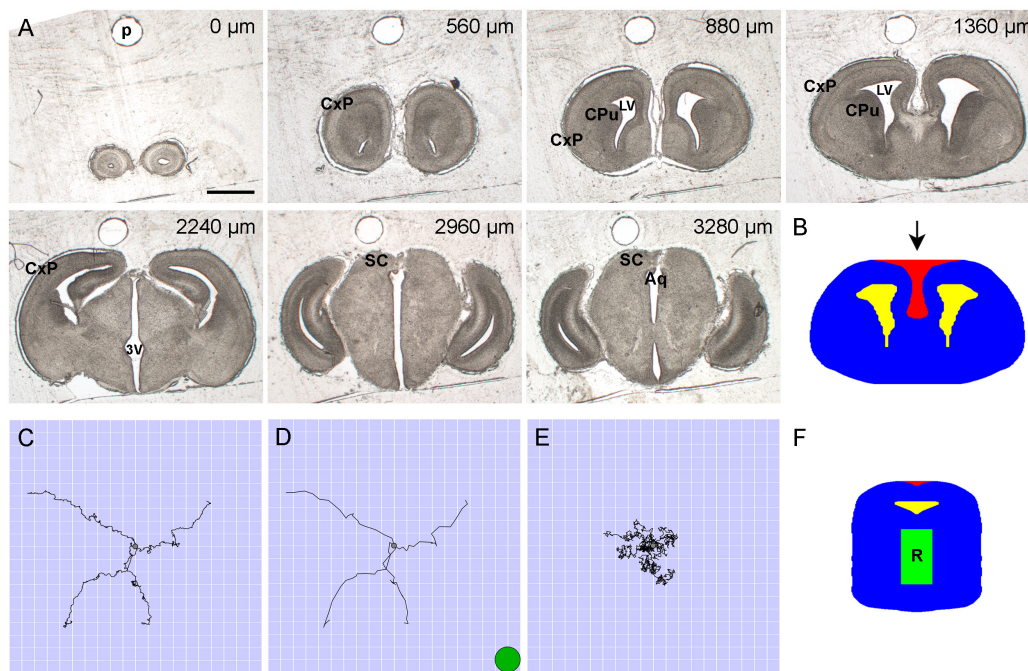 A
p
0 µm
560 µm
CxP
880 µm
LV
CPu
CxP
1360 µm
CxP
LV
CPu
2240 µm
CxP
3V
2960 µm
SC
3280 µm
SC
Aq
B
C
D
E
F
R